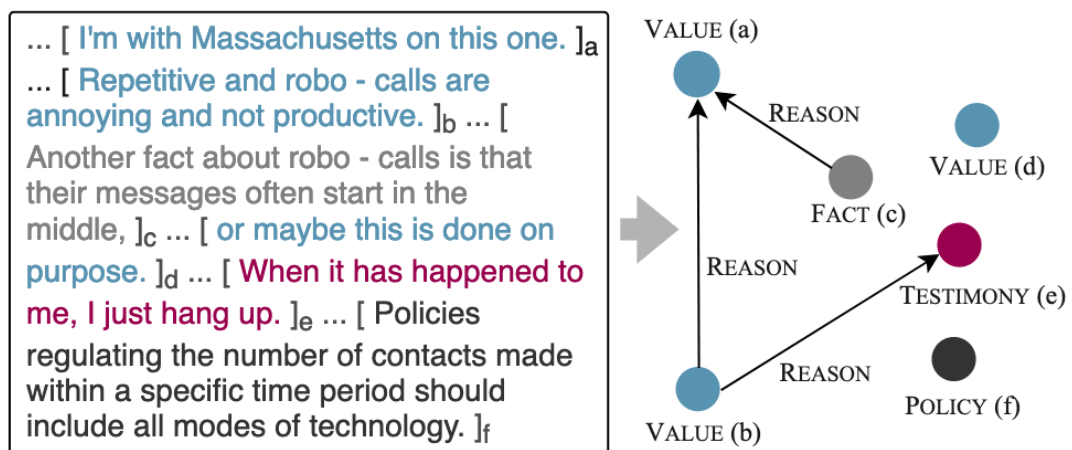 ... [ I'm with Massachusetts on this one. ]a
... [ Repetitive and robo - calls are
annoying and not productive. ]b ... [
Another fact about robo - calls is that
their messages often start in the
middle, ]c ... [ or maybe this is done on
purpose. ]d ... [ When it has happened to
me, I just hang up. ]e ... [ Policies
regulating the number of contacts made
within a specific time period should
include all modes of technology. ]f
VALUE (a)
REASON
VALUE (d)
FACT (c)
REASON
TESTIMONY (e)
REASON
POLICY (f)
VALUE (b)